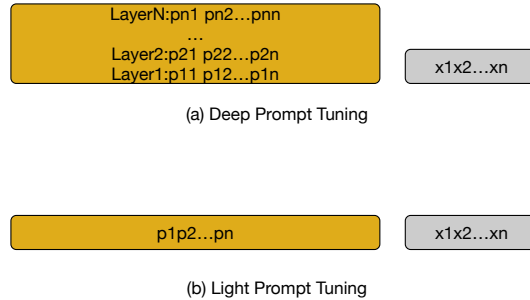 LayerN:pn1 pn2...pnn
...
Layer2:p21 p22...p2n
Layer1:p11 p12...p1n
x1x2...xn
(a) Deep Prompt Tuning
p1p2...pn
x1x2...xn
(b) Light Prompt Tuning